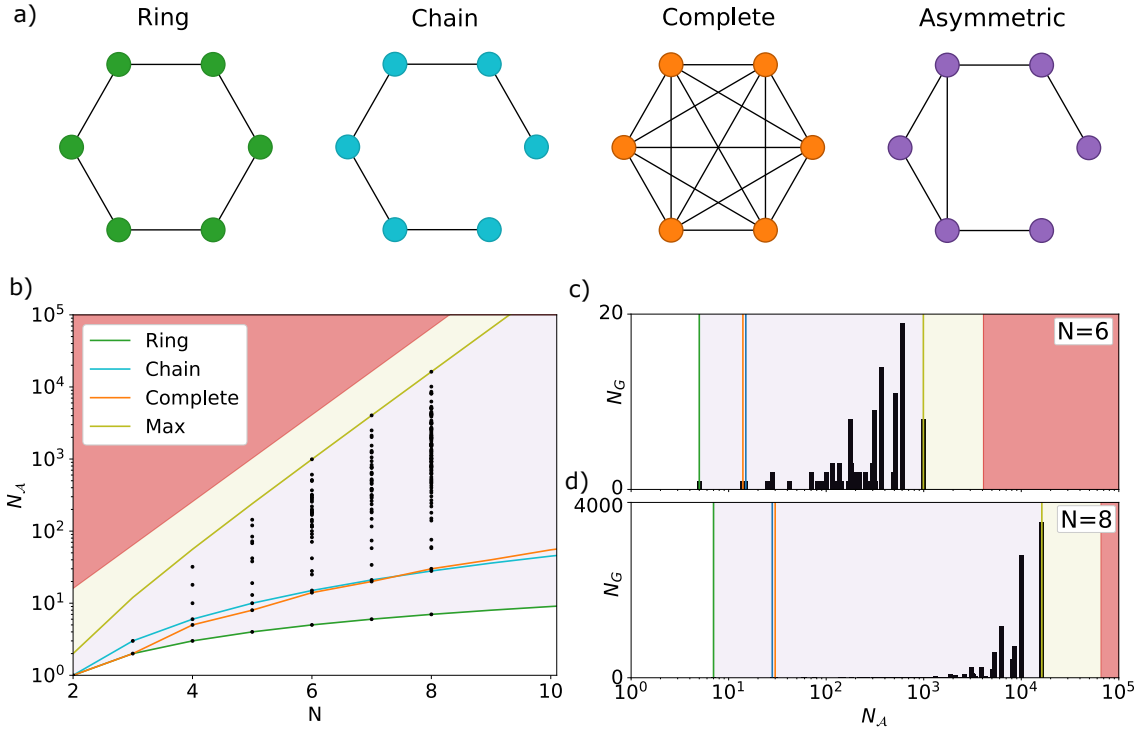 a)
Ring
Chain
Complete
Asymmetric
b)
10^5
10^4
10^3
10^2
10^1
10^0
N_𝒜
Ring
Chain
Complete
Max
2
4
6
8
10
N
c)
20
0
N_G
N=6
d)
4000
0
N_G
N=8
10^0
10^1
10^2
10^3
10^4
10^5
N_𝒜